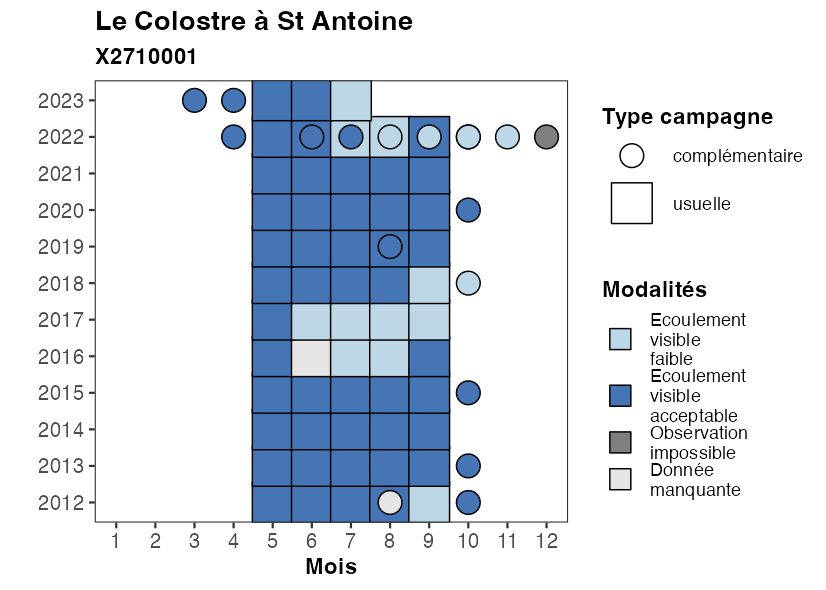 Le Colostre à St Antoine
X2710001
2023
2022
2021
2020
2019
2018
2017
2016
2015
2014
2013
2012
1 2 3 4 5 6 7 8 9 10 11 12
Mois
Type campagne
complémentaire
usuelle
Modalités
Ecoulement
visible
faible
Ecoulement
visible
acceptable
Observation
impossible
Donnée
manquante